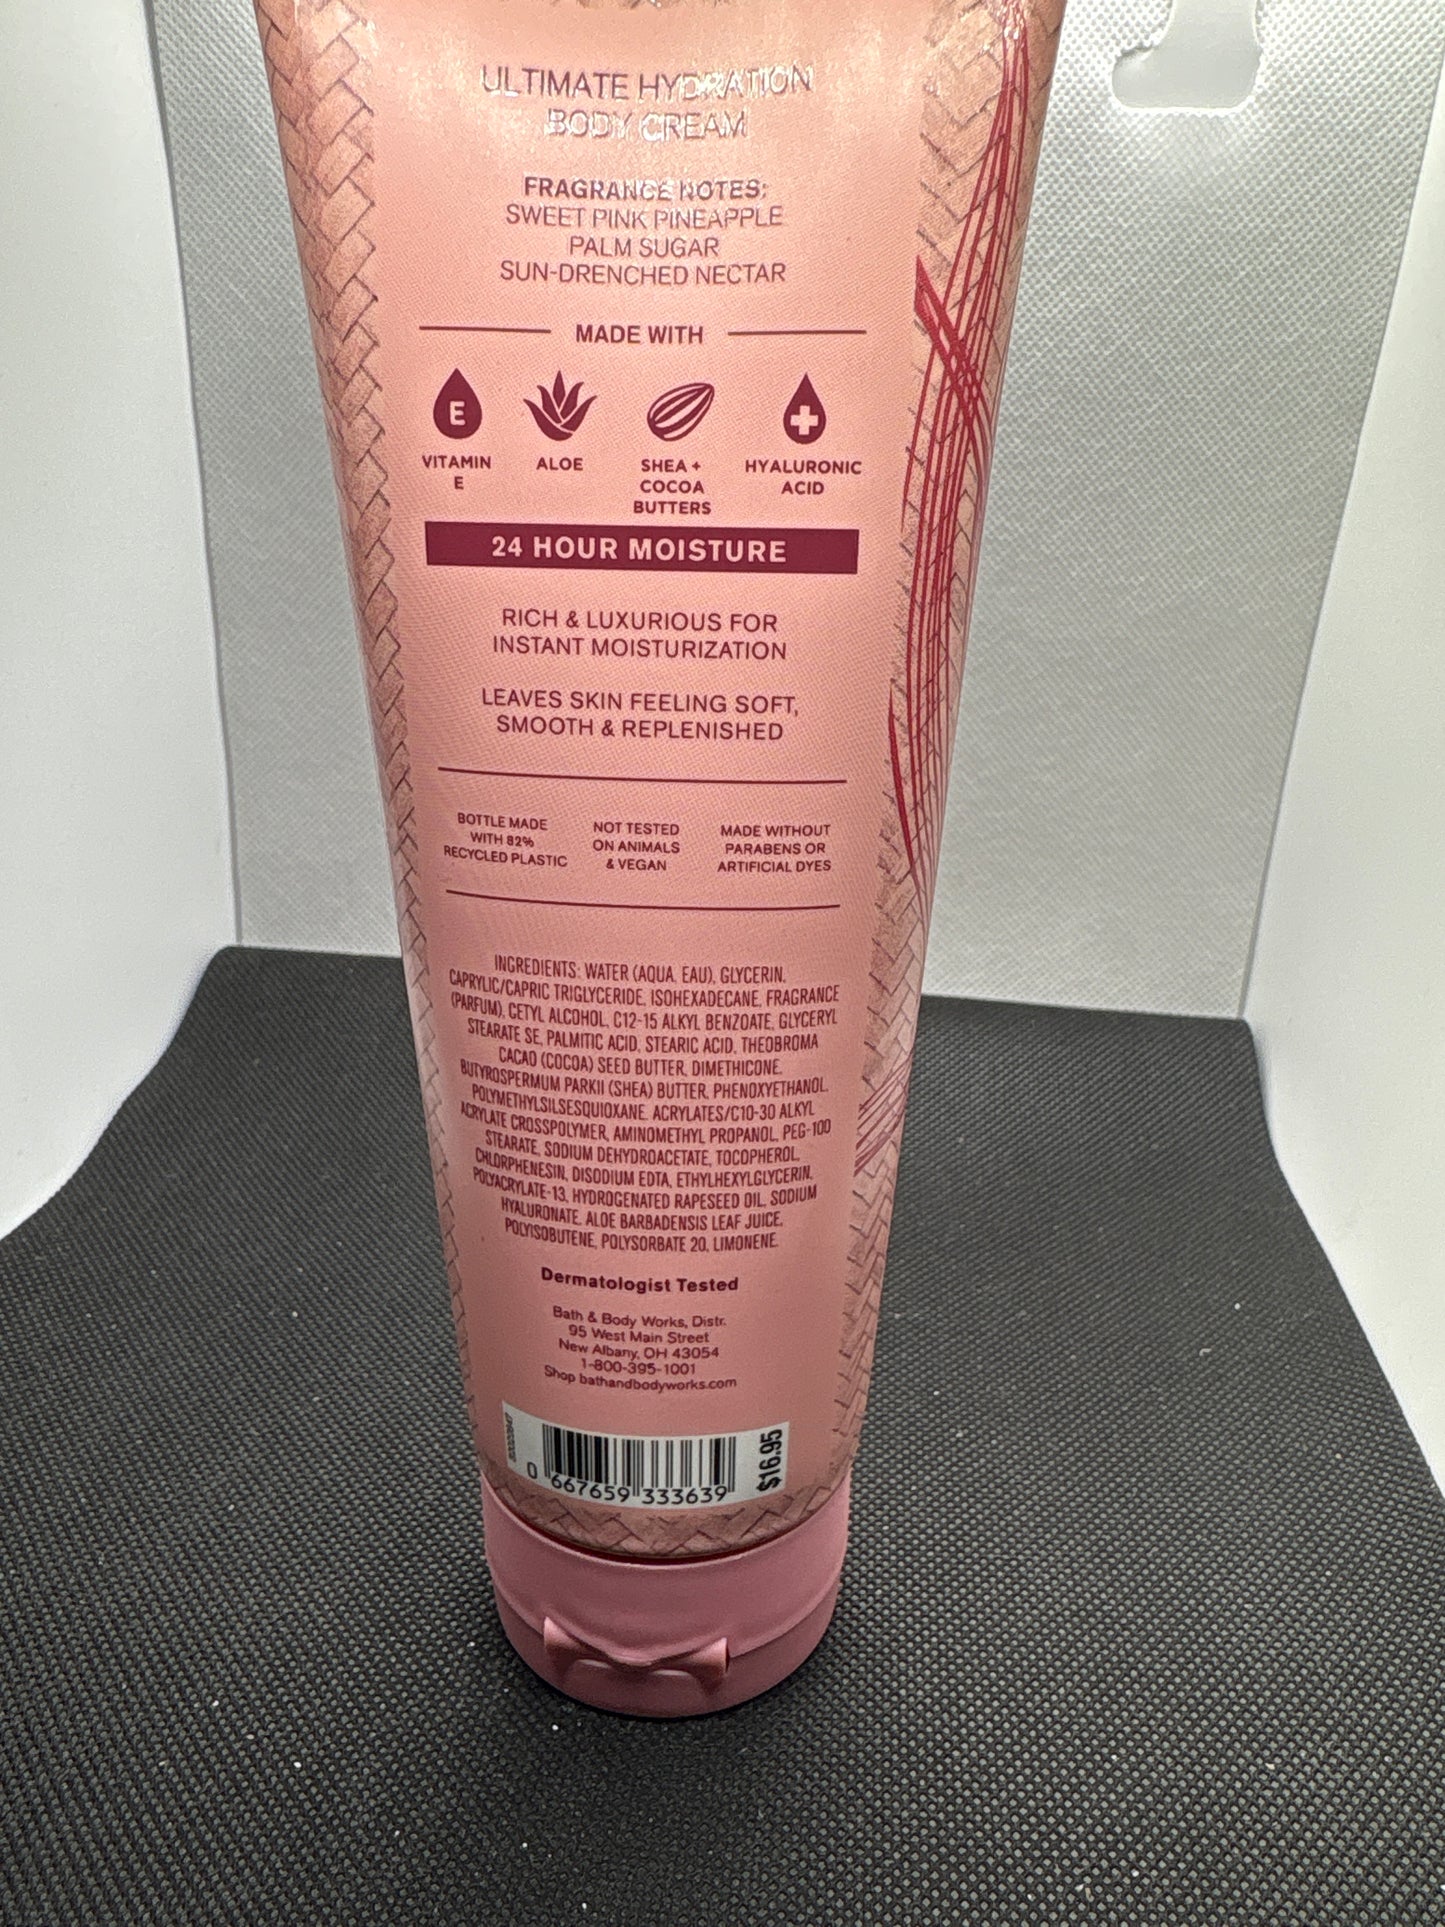 ULTIMATE HYDRATION
BODY CREAM
FRAGRANCE NOTES:
SWEET PINK PINEAPPLE
PALM SUGAR
SUN-DRENCHED NECTAR
MADE WITH
E
VITAMIN
E
ALOE
SHEA +
COCOA
BUTTERS
HYALURONIC
ACID
24 HOUR MOISTURE
RICH & LUXURIOUS FOR
INSTANT MOISTURIZATION
LEAVES SKIN FEELING SOFT,
SMOOTH & REPLENISHED
BOTTLE MADE
WITH 82%
RECYCLED PLASTIC
NOT TESTED
ON ANIMALS
& VEGAN
MADE WITHOUT
PARABENS OR
ARTIFICIAL DYES
INGREDIENTS: WATER (AQUA, EAU), GLYCERIN,
CAPRYLIC/CAPRIC TRIGLYCERIDE, ISOHEXADECANE, FRAGRANCE
(PARFUM), CETYL ALCOHOL, C12-15 ALKYL BENZOATE, GLYCERYL
STEARATE SE, PALMITIC ACID, STEARIC ACID, THEOBROMA
CACAO (COCOA) SEED BUTTER, DIMETHICONE,
BUTYROSPERMUM PARKII (SHEA) BUTTER, PHENOXYETHANOL,
POLYMETHYLSILSESQUIOXANE, ACRYLATES/C10-30 ALKYL
ACRYLATE CROSSPOLYMER, AMINOMETHYL PROPANOL, PEG-100
STEARATE, SODIUM DEHYDROACETATE, TOCOPHEROL,
CHLORPHENESIN, DISODIUM EDTA, ETHYLHEXYLGLYCERIN,
POLYACRYLATE-13, HYDROGENATED RAPESEED OIL, SODIUM
HYALURONATE, ALOE BARBADENSIS LEAF JUICE,
POLYISOBUTENE, POLYSORBATE 20, LIMONENE.
Dermatologist Tested
Bath & Body Works, Distr.
95 West Main Street
New Albany, OH 43054
1-800-395-1001
Shop bathandbodyworks.com
$16.95
0 667659 333639